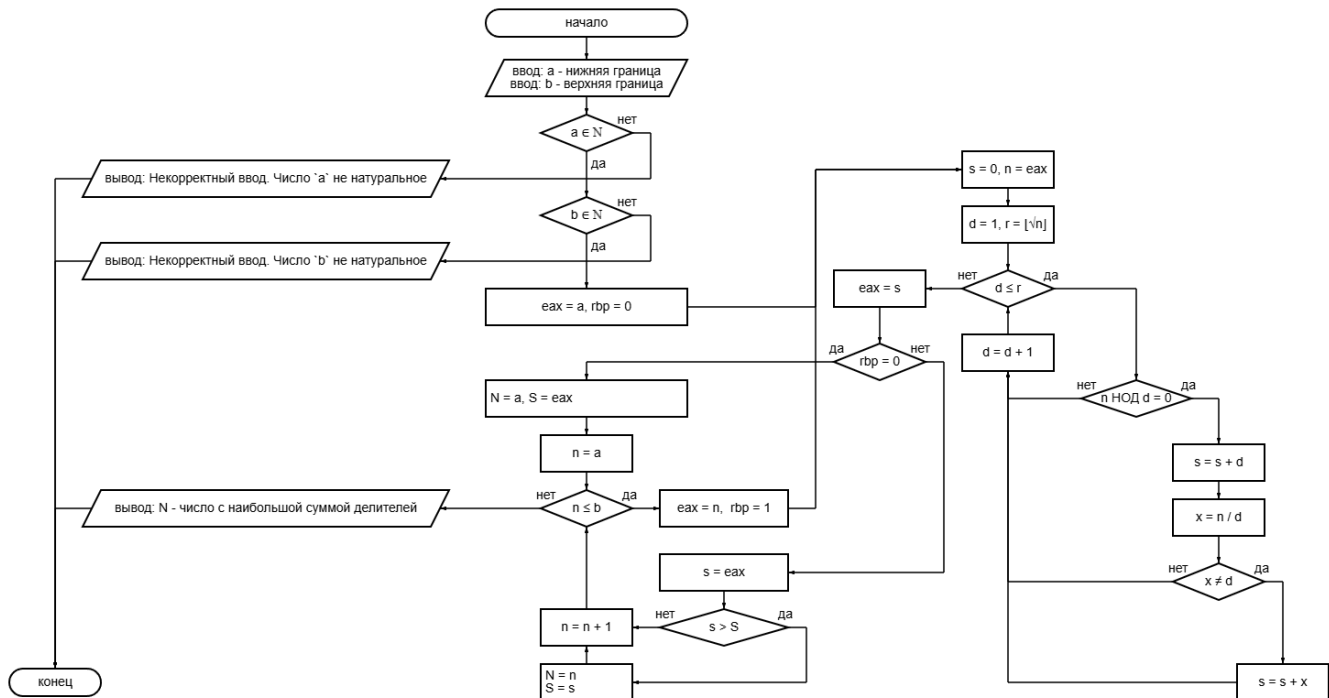 начало
ввод: a - нижняя граница
ввод: b - верхняя граница
a ∈ N
нет
да
вывод: Некорректный ввод. Число `a` не натуральное
b ∈ N
нет
да
вывод: Некорректный ввод. Число `b` не натуральное
eax = a, rbp = 0
s = 0, n = eax
d = 1, r = ⌊√n⌋
d ≤ r
нет
да
eax = s
d = d + 1
rbp = 0
да
нет
n НОД d = 0
нет
да
N = a, S = eax
n = a
s = s + d
n ≤ b
нет
да
вывод: N - число с наибольшой суммой делителей
eax = n, rbp = 1
x = n / d
s = eax
x ≠ d
нет
да
s > S
нет
да
n = n + 1
N = n
S = s
s = s + x
конец